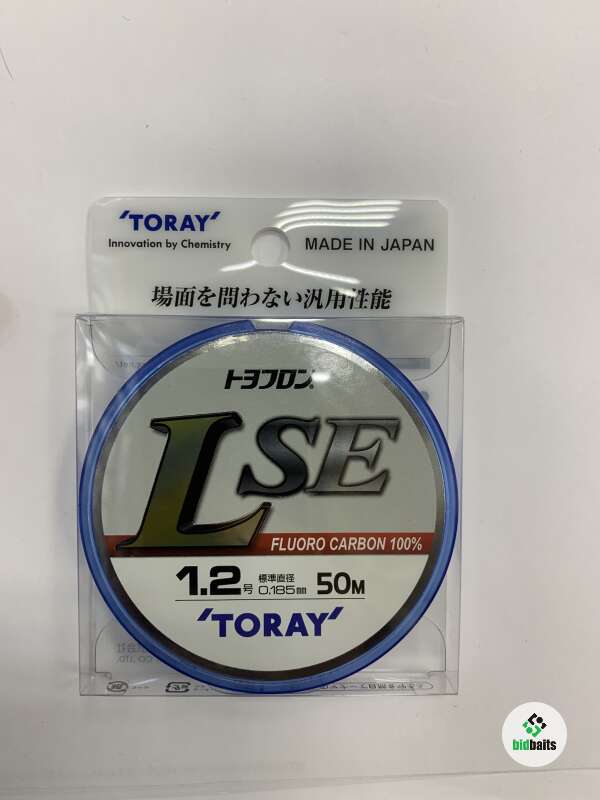 'TORAY'
Innovation by Chemistry
MADE IN JAPAN
場面を問わない汎用性能
トヨフロン®
LSE
FLUORO CARBON 100%
1.2号 標準直径 0.185mm 50M
'TORAY'
bidbaits